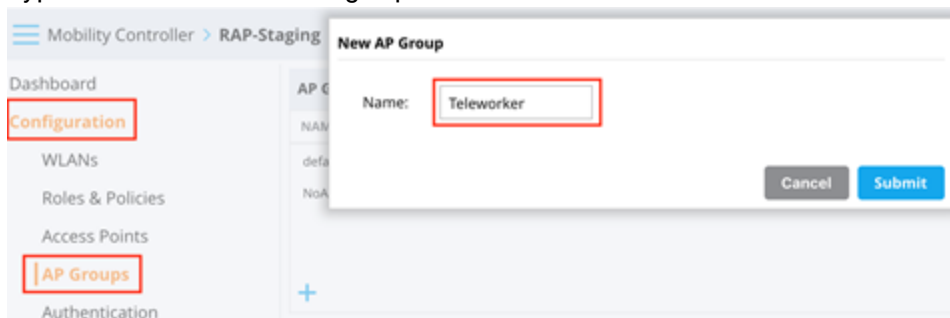 Mobility Controller > RAP-Staging
New AP Group
Name: Teleworker
Cancel Submit
Dashboard
Configuration
WLANs
Roles & Policies
Access Points
AP Groups
Authentication
AP
+